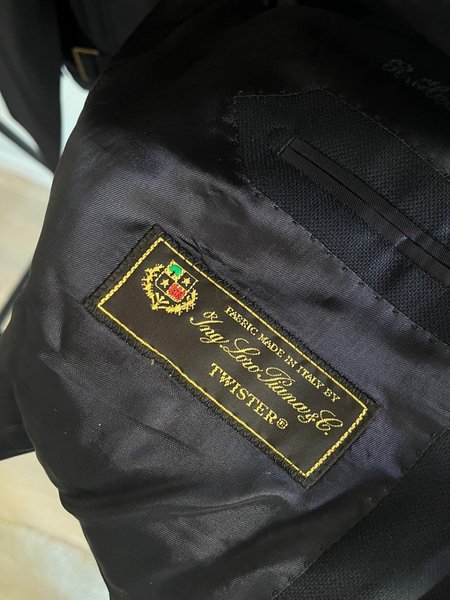 FABRIC MADE IN ITALY BY
Ing. Loro Piana & C.
TWISTER®